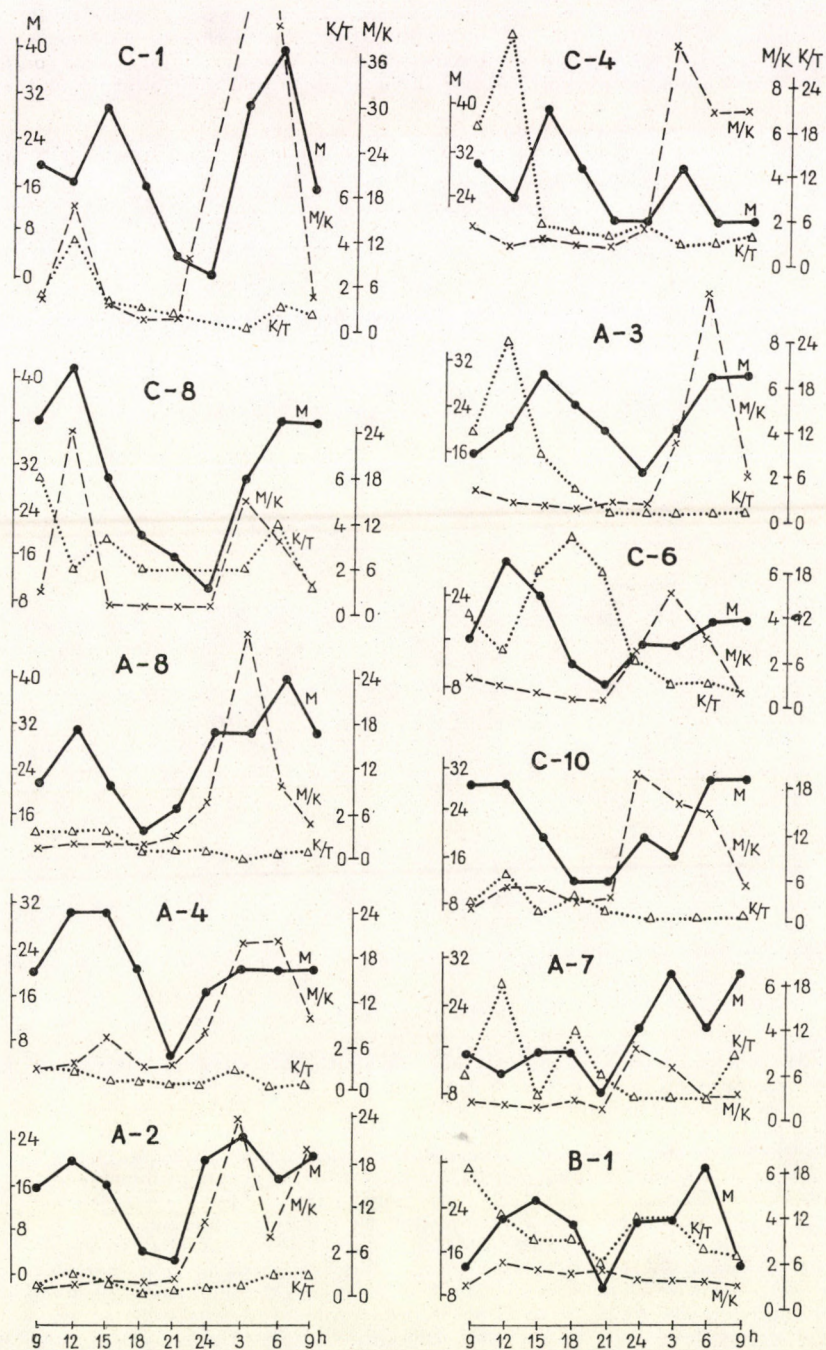 M K/T M/K
C-1
40 36
32 30
24 24
16 M 6 18
8 M/K 4 12
0 2 6
K/T 0 0
M/K K/T
C-4
M
40 8 24
32 6 18
24 M/K 4 12
M 2 6
K/T 0 0
C-8
40 M
32 24
24 M/K 6 18
16 K/T 4 12
8 2 6
0 0
A-3
32 M 8 24
24 M/K 6 18
16 4 12
K/T 2 6
0 0
A-8
40 M 24
32 18
24 M/K 12
16 2 6
K/T 0 0
C-6
24 M 6 18
M/K 4 12
8 K/T 2 6
0 0
A-4
32 24
24 M 18
16 M/K 12
8 K/T 2 6
0 0
C-10
32 M 18
24 M/K 12
16 6
8 K/T 0
A-2
24 24
16 M 18
8 M/K 12
0 K/T 2 6
0 0
9 12 15 18 21 24 3 6 9 h
A-7
32 M 6 18
24 K/T 4 12
8 M/K 2 6
0 0
B-1
24 M 6 18
16 K/T 4 12
8 M/K 2 6
0 0
9 12 15 18 21 24 3 6 9 h